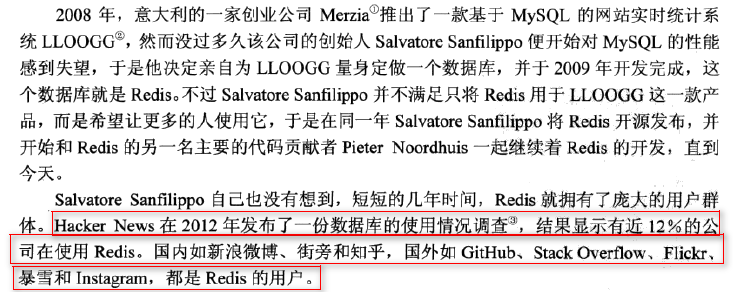 2008 年，意大利的一家创业公司 Merzia①推出了一款基于 MySQL 的网站实时统计系
统 LLOOGG②，然而没过多久该公司的创始人 Salvatore Sanfilippo 便开始对 MySQL 的性能
感到失望，于是他决定亲自为 LLOOGG 量身定做一个数据库，并于 2009 年开发完成，这
个数据库就是 Redis。不过 Salvatore Sanfilippo 并不满足只将 Redis 用于 LLOOGG 这一款产
品，而是希望让更多的人使用它，于是在同一年 Salvatore Sanfilippo 将 Redis 开源发布，并
开始和 Redis 的另一名主要的代码贡献者 Pieter Noordhuis 一起继续着 Redis 的开发，直到
今天。
Salvatore Sanfilippo 自己也没有想到，短短的几年时间，Redis 就拥有了庞大的用户群
体。Hacker News 在 2012 年发布了一份数据库的使用情况调查③，结果显示有近 12%的公
司在使用 Redis。国内如新浪微博、街旁和知乎，国外如 GitHub、Stack Overflow、Flickr、
暴雪和 Instagram，都是 Redis 的用户。